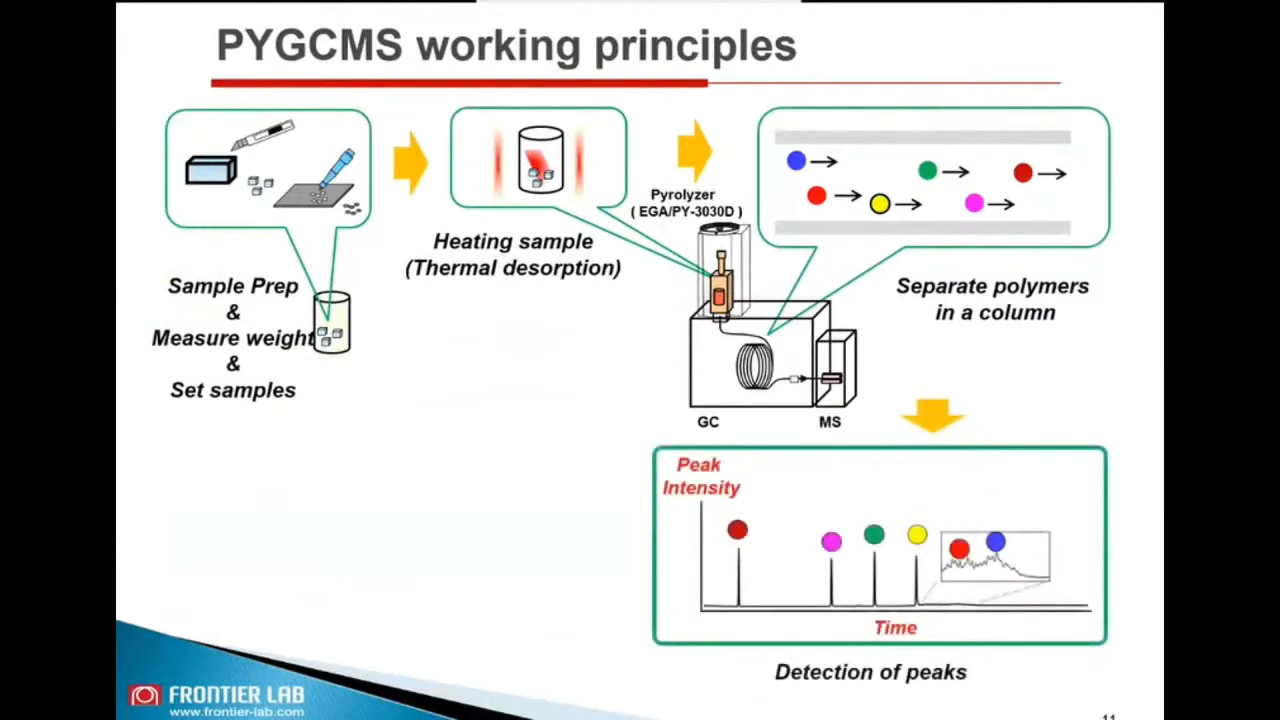 PYGCMS working principles
Sample Prep
&
Measure weight
&
Set samples
Heating sample
(Thermal desorption)
Pyrolyzer
( EGA/PY-3030D )
GC
MS
Separate polymers
in a column
Peak
Intensity
Time
Detection of peaks
FRONTIER LAB
www.frontier-lab.com
11